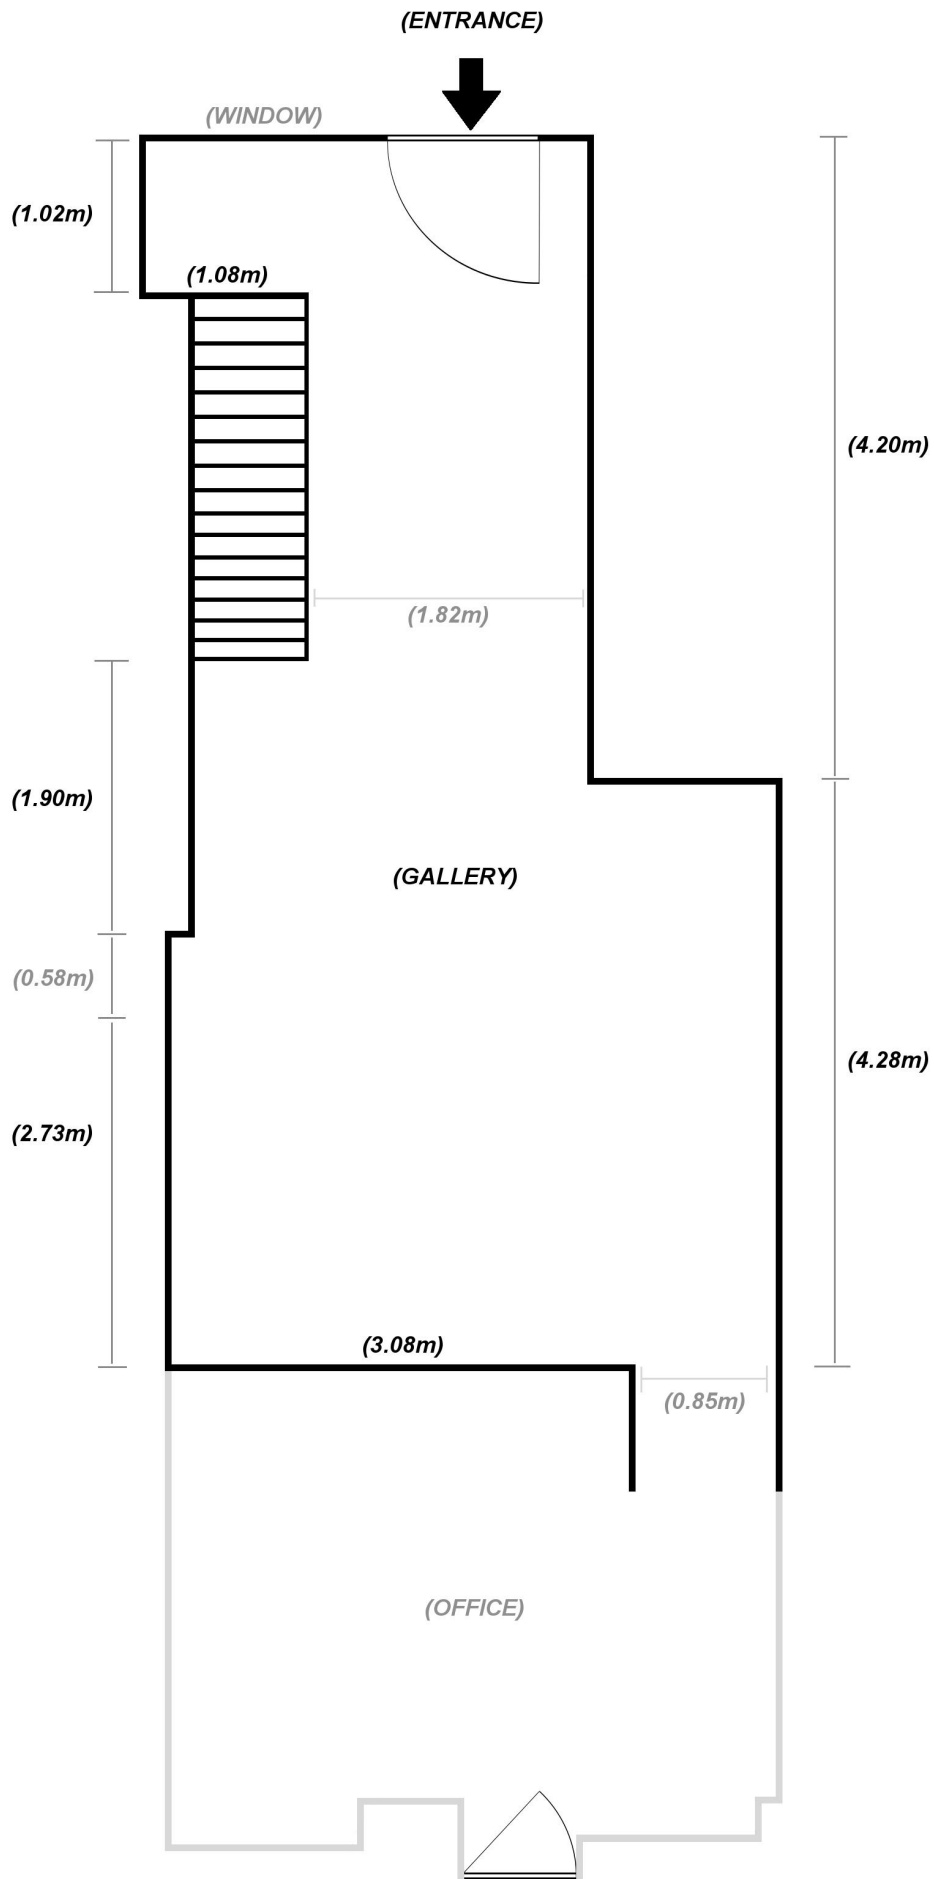 (ENTRANCE)
(WINDOW)
(1.02m)
(1.08m)
(4.20m)
(1.82m)
(1.90m)
(GALLERY)
(0.58m)
(4.28m)
(2.73m)
(3.08m)
(0.85m)
(OFFICE)